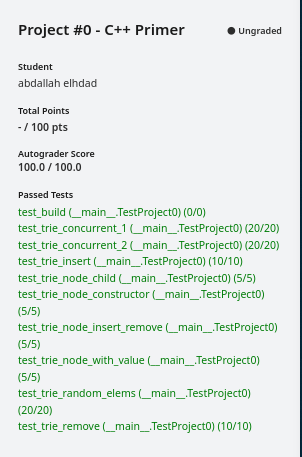 Project #0 - C++ Primer
● Ungraded
Student
abdallah elhdad
Total Points
- / 100 pts
Autograder Score
100.0 / 100.0
Passed Tests
test_build (__main__.TestProject0) (0/0)
test_trie_concurrent_1 (__main__.TestProject0) (20/20)
test_trie_concurrent_2 (__main__.TestProject0) (20/20)
test_trie_insert (__main__.TestProject0) (10/10)
test_trie_node_child (__main__.TestProject0) (5/5)
test_trie_node_constructor (__main__.TestProject0)
(5/5)
test_trie_node_insert_remove (__main__.TestProject0)
(5/5)
test_trie_node_with_value (__main__.TestProject0)
(5/5)
test_trie_random_elems (__main__.TestProject0)
(20/20)
test_trie_remove (__main__.TestProject0) (10/10)